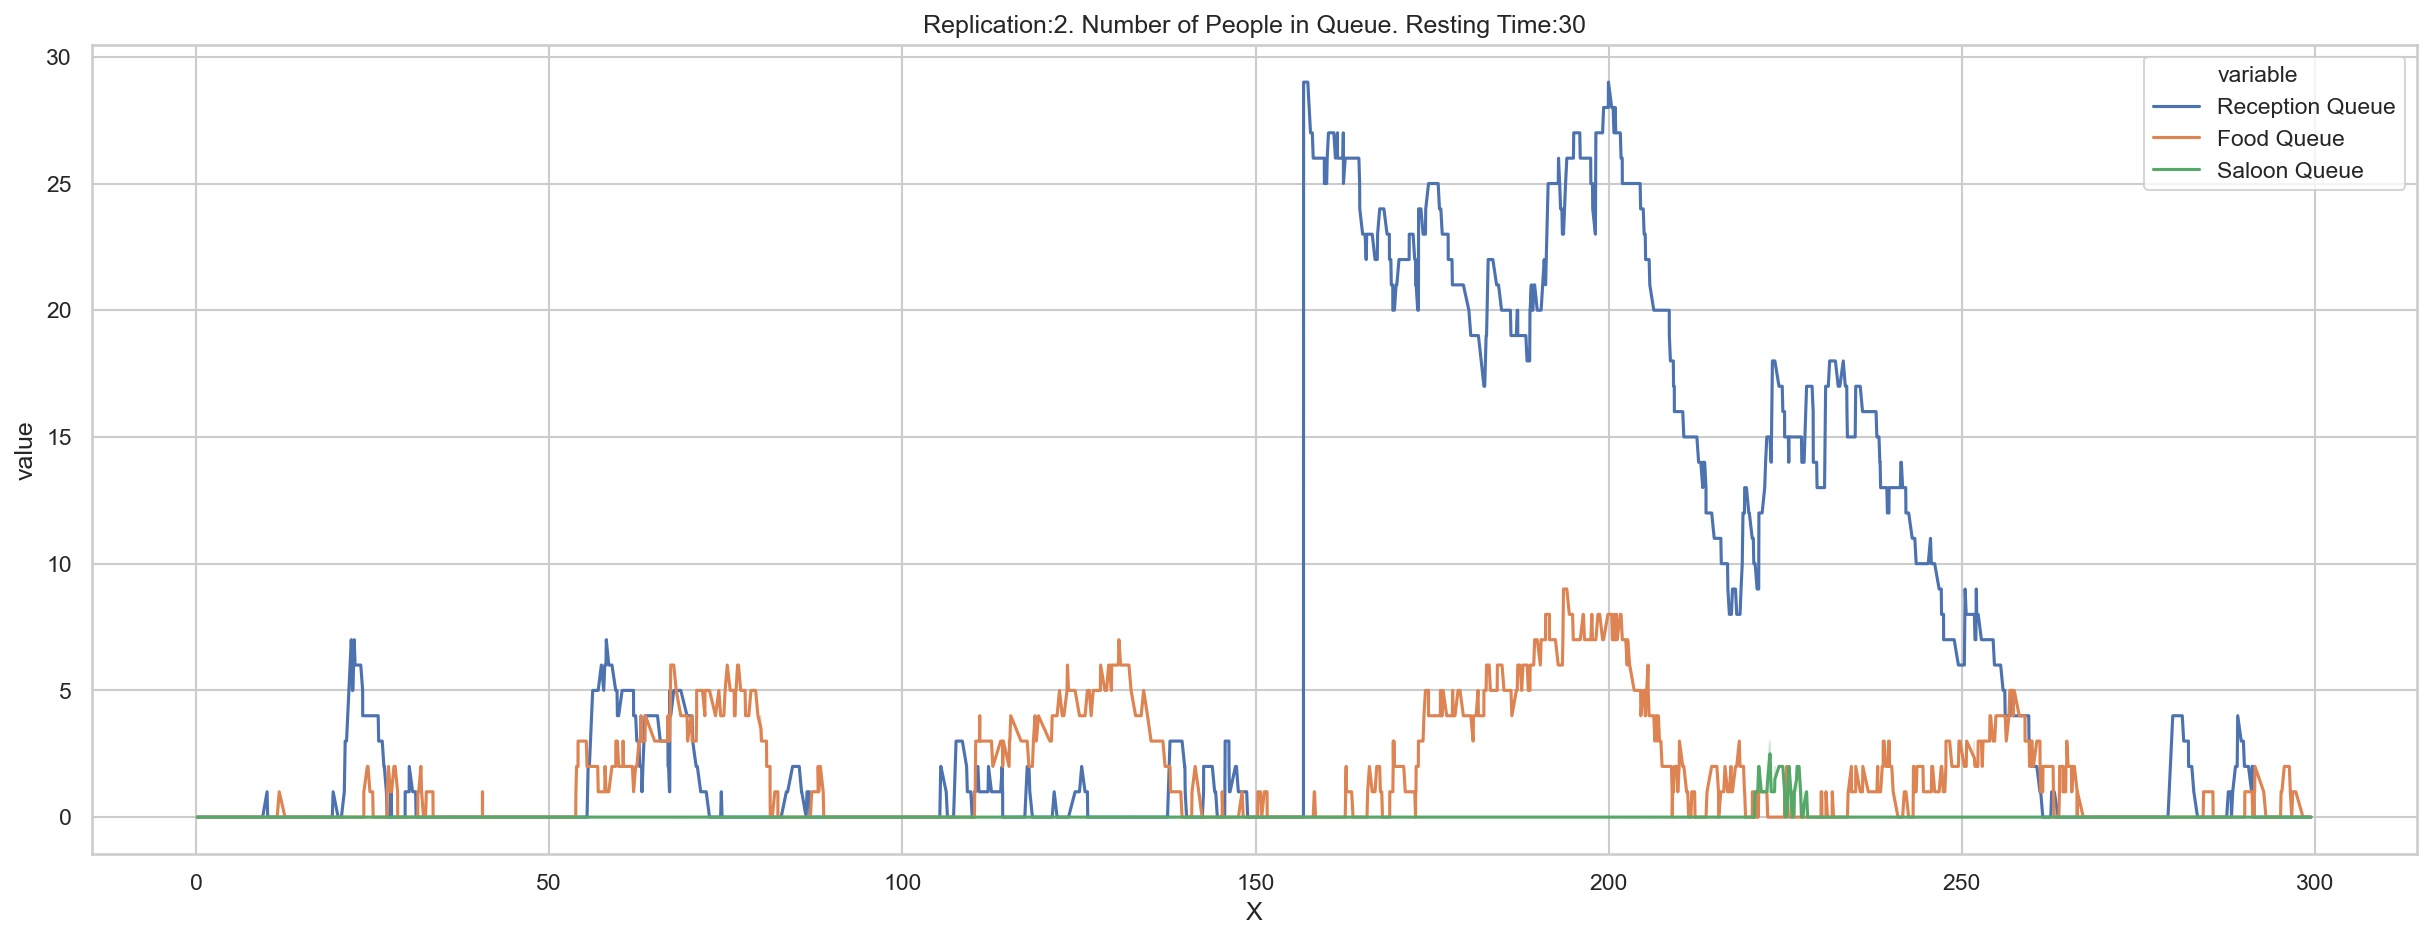 Replication:2. Number of People in Queue. Resting Time:30
30
25
20
15
10
5
0
value
variable
Reception Queue
Food Queue
Saloon Queue
0 50 100 150 200 250 300
X